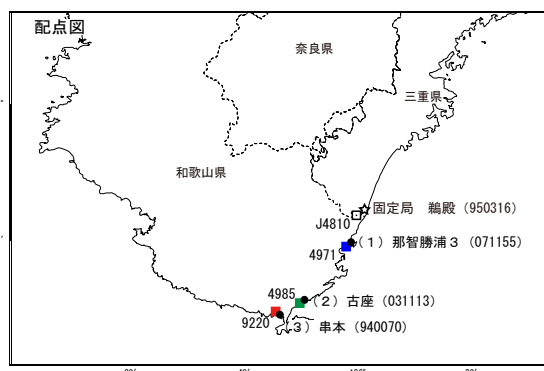 配点図
奈良県
三重県
和歌山県
固定局　鵜殿（950316）
J4810
（１）那智勝浦３（071155）
4971
4985
（２）古座（031113）
9220
３）串本（940070）